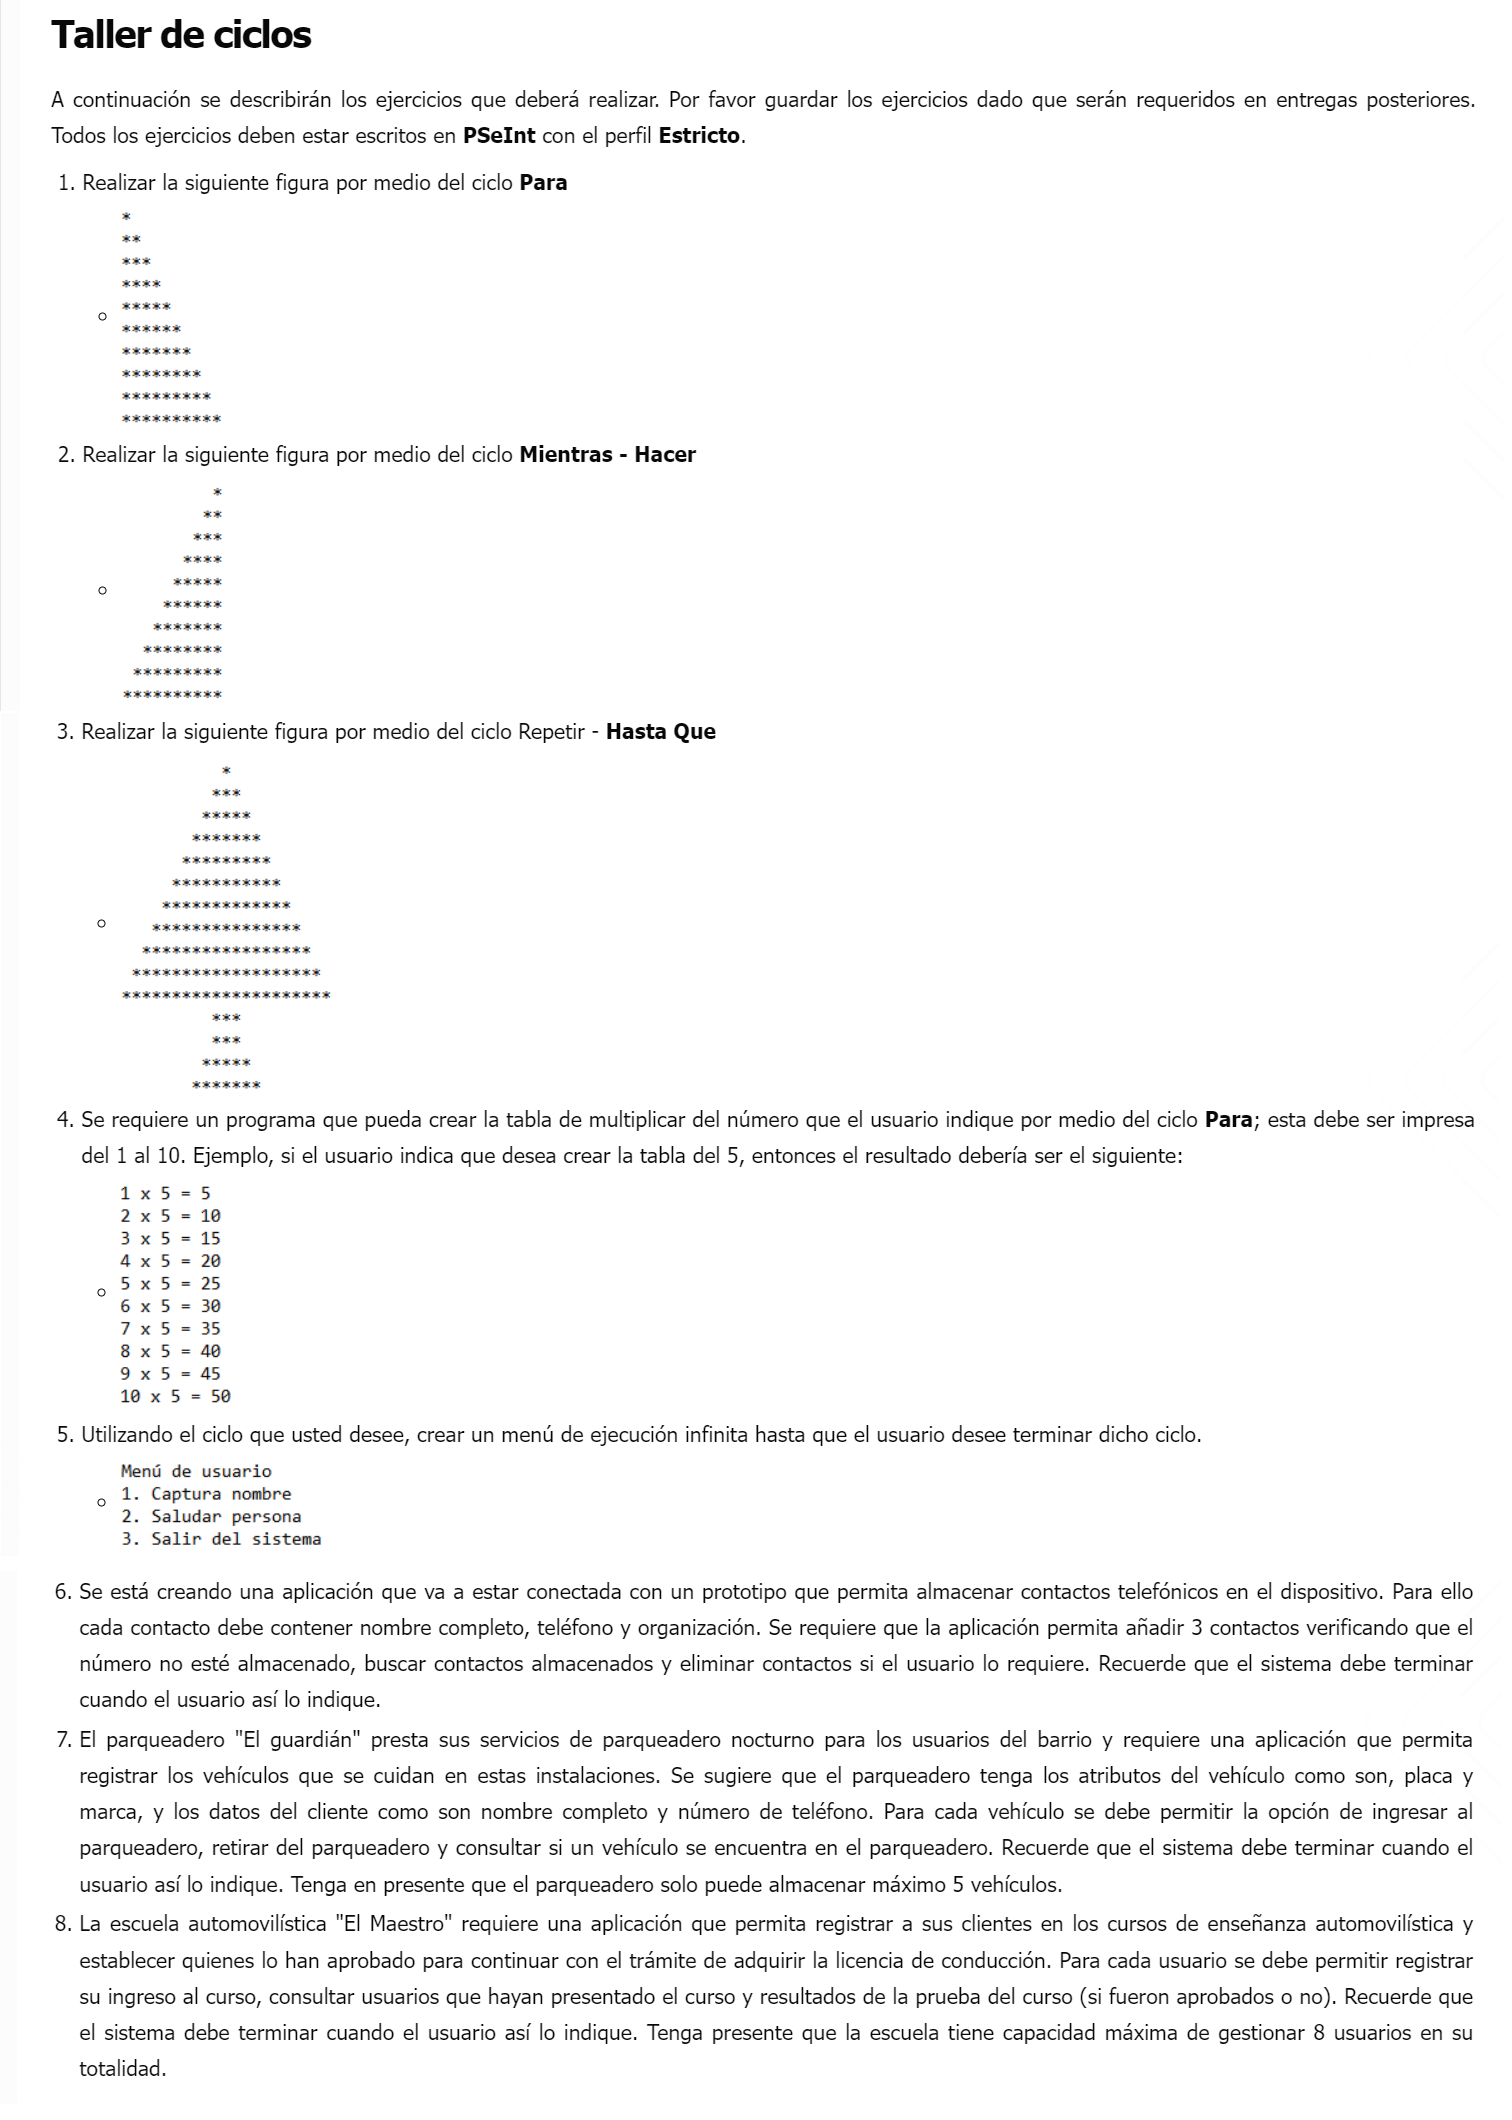 Taller de ciclos
A continuación se describirán los ejercicios que deberá realizar. Por favor guardar los ejercicios dado que serán requeridos en entregas posteriores.
Todos los ejercicios deben estar escritos en PSeInt con el perfil Estricto.
1. Realizar la siguiente figura por medio del ciclo Para
*
**
***
****
*****
******
*******
********
*********
**********
2. Realizar la siguiente figura por medio del ciclo Mientras - Hacer
*
**
***
****
*****
******
*******
********
*********
**********
3. Realizar la siguiente figura por medio del ciclo Repetir - Hasta Que
*
***
*****
*******
*********
***********
*************
***************
*****************
*******************
*********************
***
***
*****
*******
4. Se requiere un programa que pueda crear la tabla de multiplicar del número que el usuario indique por medio del ciclo Para; esta debe ser impresa
del 1 al 10. Ejemplo, si el usuario indica que desea crear la tabla del 5, entonces el resultado debería ser el siguiente:
1 x 5 = 5
2 x 5 = 10
3 x 5 = 15
4 x 5 = 20
5 x 5 = 25
6 x 5 = 30
7 x 5 = 35
8 x 5 = 40
9 x 5 = 45
10 x 5 = 50
5. Utilizando el ciclo que usted desee, crear un menú de ejecución infinita hasta que el usuario desee terminar dicho ciclo.
Menú de usuario
1. Captura nombre
2. Saludar persona
3. Salir del sistema
6. Se está creando una aplicación que va a estar conectada con un prototipo que permita almacenar contactos telefónicos en el dispositivo. Para ello
cada contacto debe contener nombre completo, teléfono y organización. Se requiere que la aplicación permita añadir 3 contactos verificando que el
número no esté almacenado, buscar contactos almacenados y eliminar contactos si el usuario lo requiere. Recuerde que el sistema debe terminar
cuando el usuario así lo indique.
7. El parqueadero "El guardián" presta sus servicios de parqueadero nocturno para los usuarios del barrio y requiere una aplicación que permita
registrar los vehículos que se cuidan en estas instalaciones. Se sugiere que el parqueadero tenga los atributos del vehículo como son, placa y
marca, y los datos del cliente como son nombre completo y número de teléfono. Para cada vehículo se debe permitir la opción de ingresar al
parqueadero, retirar del parqueadero y consultar si un vehículo se encuentra en el parqueadero. Recuerde que el sistema debe terminar cuando el
usuario así lo indique. Tenga en presente que el parqueadero solo puede almacenar máximo 5 vehículos.
8. La escuela automovilística "El Maestro" requiere una aplicación que permita registrar a sus clientes en los cursos de enseñanza automovilística y
establecer quienes lo han aprobado para continuar con el trámite de adquirir la licencia de conducción. Para cada usuario se debe permitir registrar
su ingreso al curso, consultar usuarios que hayan presentado el curso y resultados de la prueba del curso (si fueron aprobados o no). Recuerde que
el sistema debe terminar cuando el usuario así lo indique. Tenga presente que la escuela tiene capacidad máxima de gestionar 8 usuarios en su
totalidad.